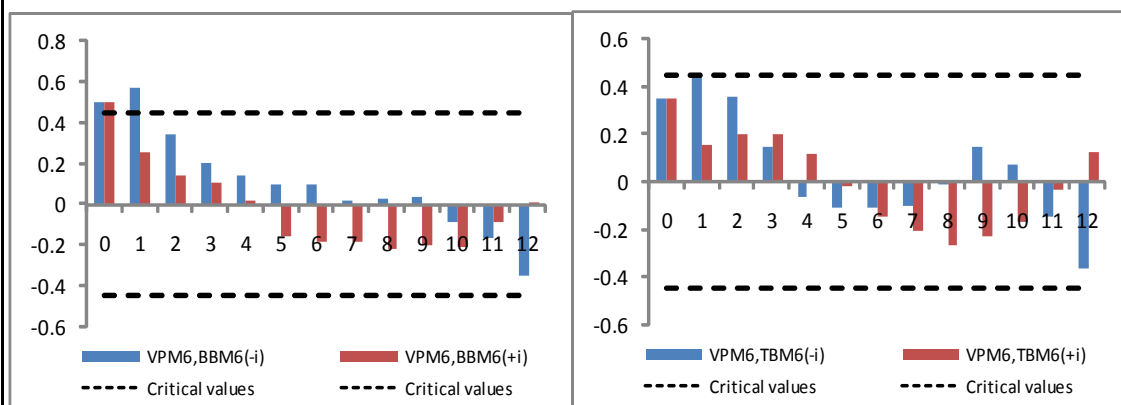 0.8
0.6
0.4
0.2
0
-0.2
-0.4
-0.6
0 1 2 3 4 5 6 7 8 9 10 11 12
VPM6,BBM6(-i) VPM6,BBM6(+i)
Critical values Critical values
0.6
0.4
0.2
0
-0.2
-0.4
-0.6
0 1 2 3 4 5 6 7 8 9 10 11 12
VPM6,TBM6(-i) VPM6,TBM6(+i)
Critical values Critical values